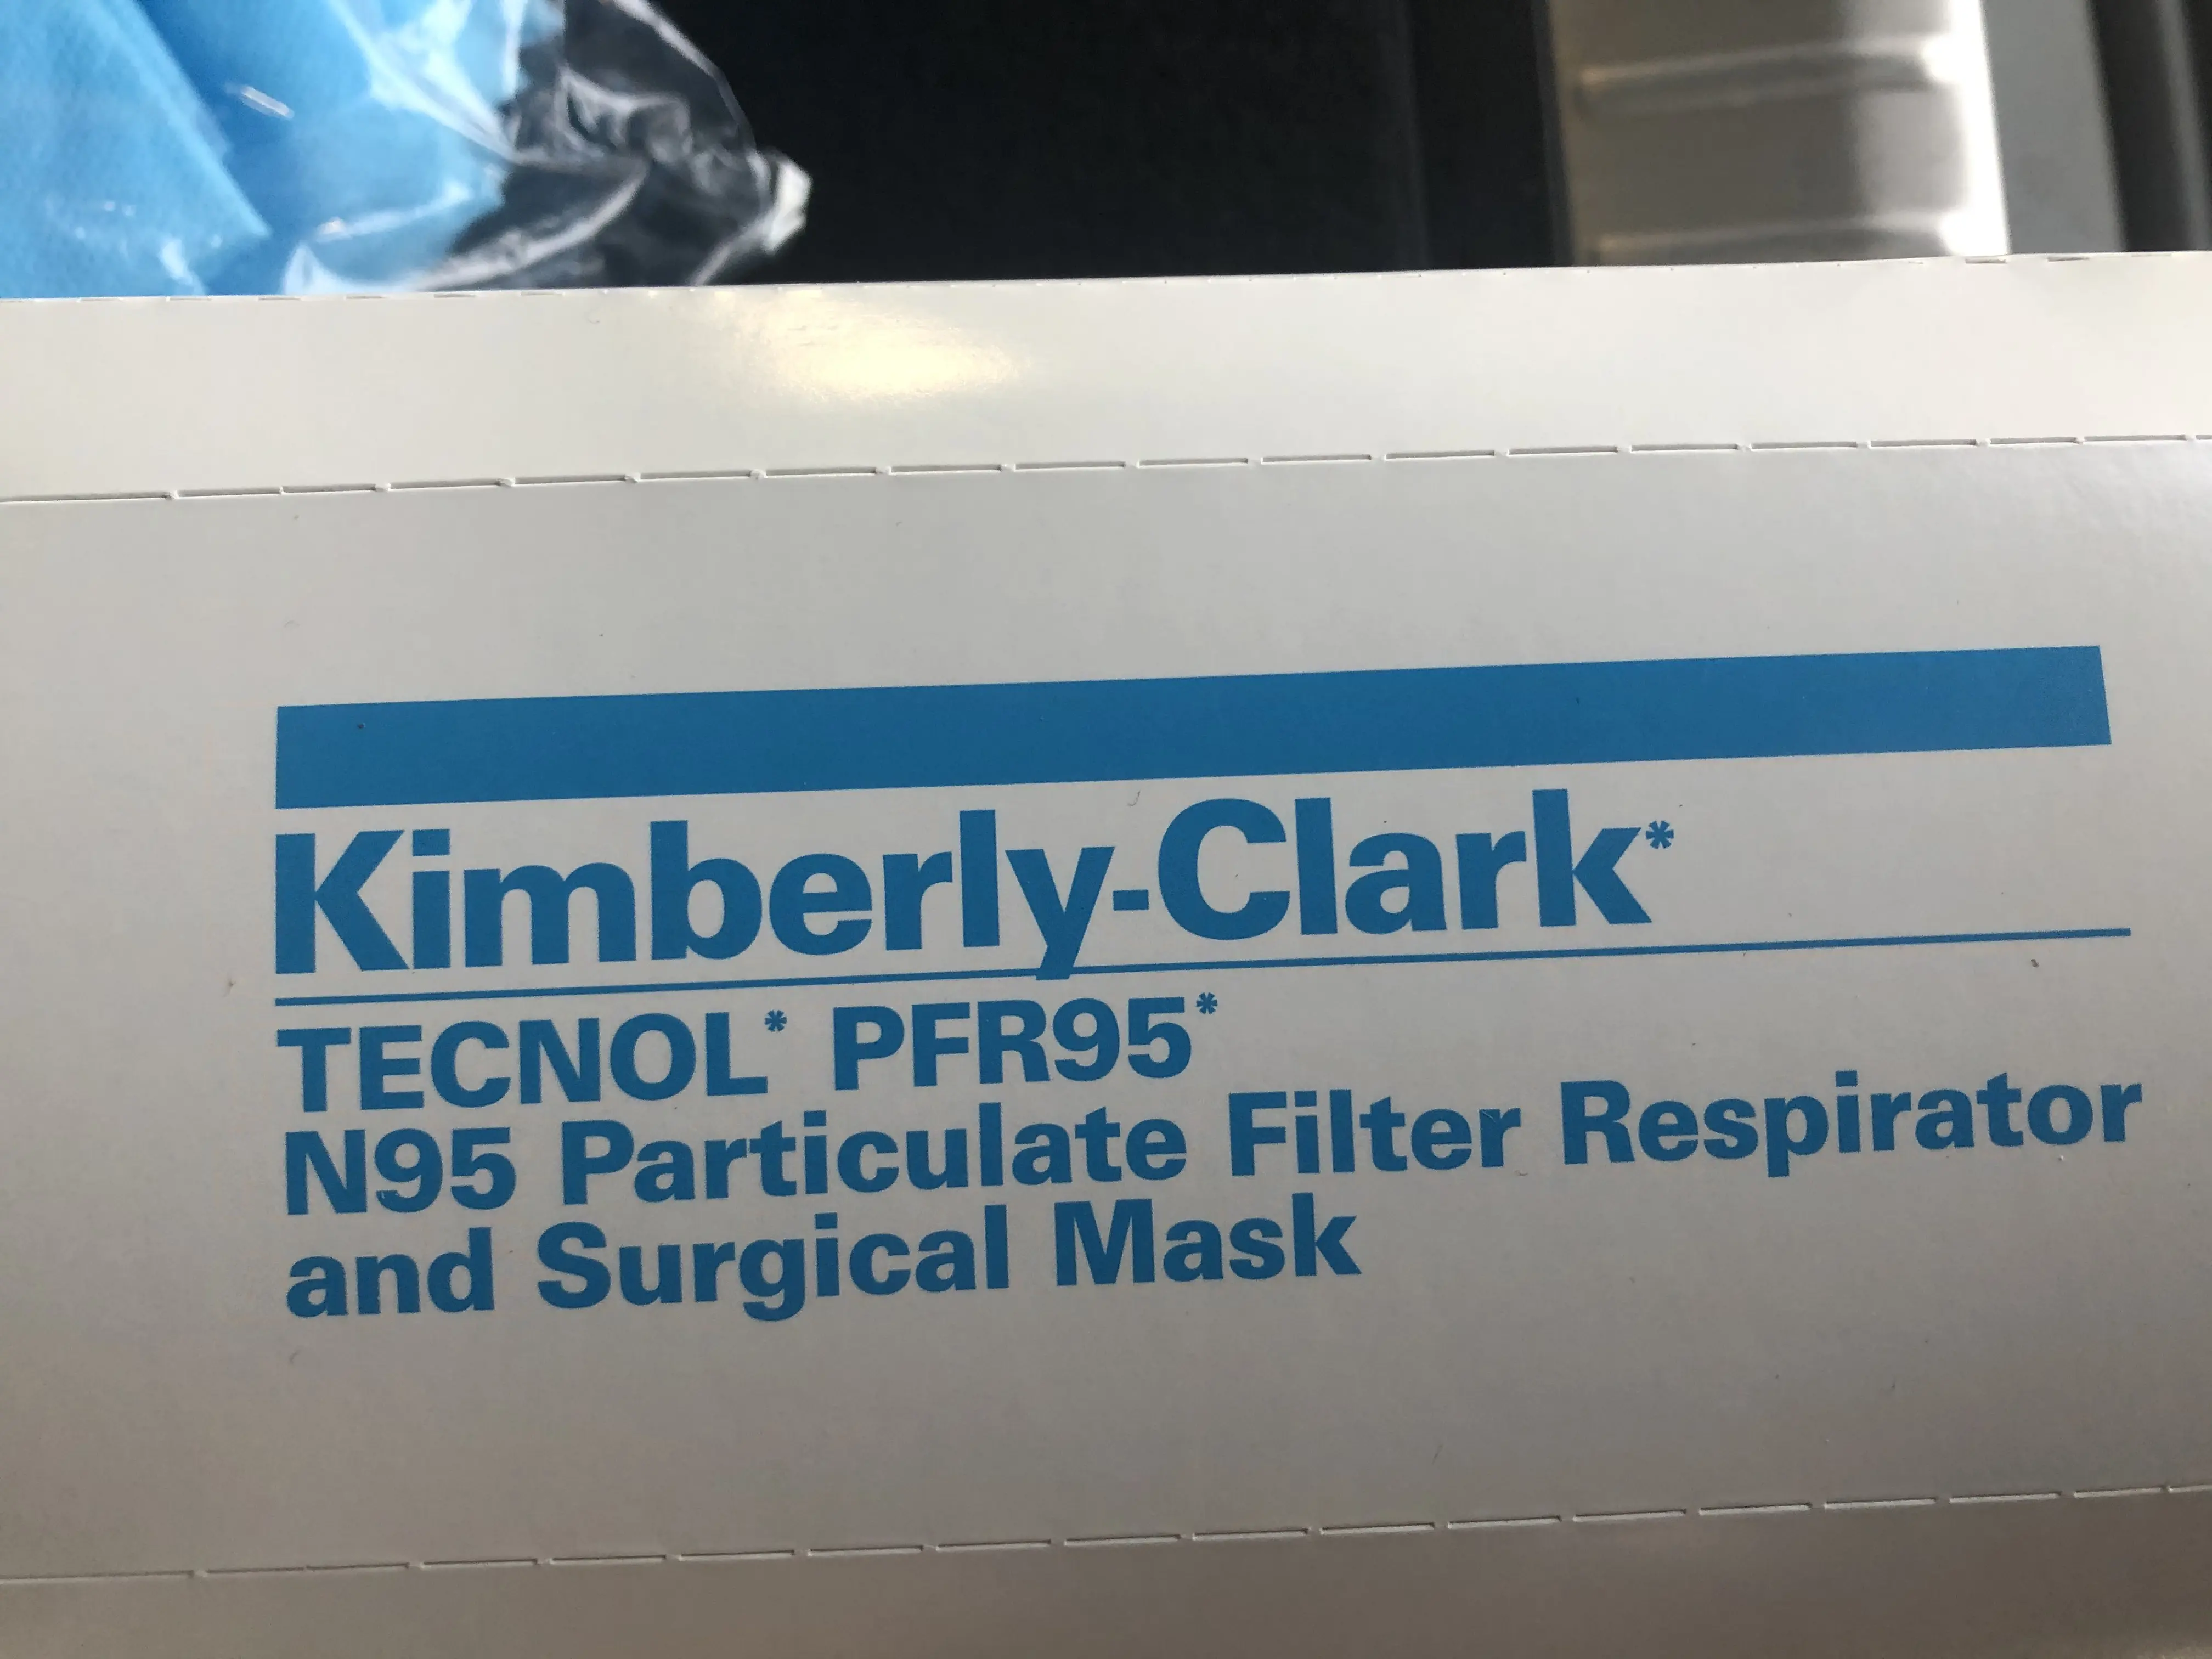 Kimberly-Clark*
TECNOL* PFR95*
N95 Particulate Filter Respirator
and Surgical Mask